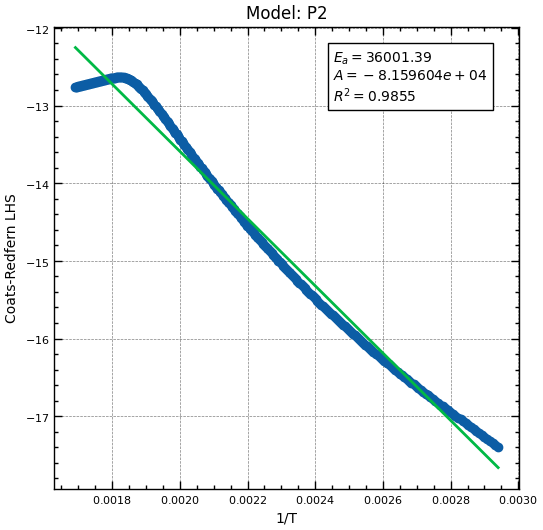 Model: P2
−12
−13
−14
−15
−16
−17
Coats-Redfern LHS
E_a = 36001.39
A = −8.159604e + 04
R² = 0.9855
0.0018 0.0020 0.0022 0.0024 0.0026 0.0028 0.0030
1/T